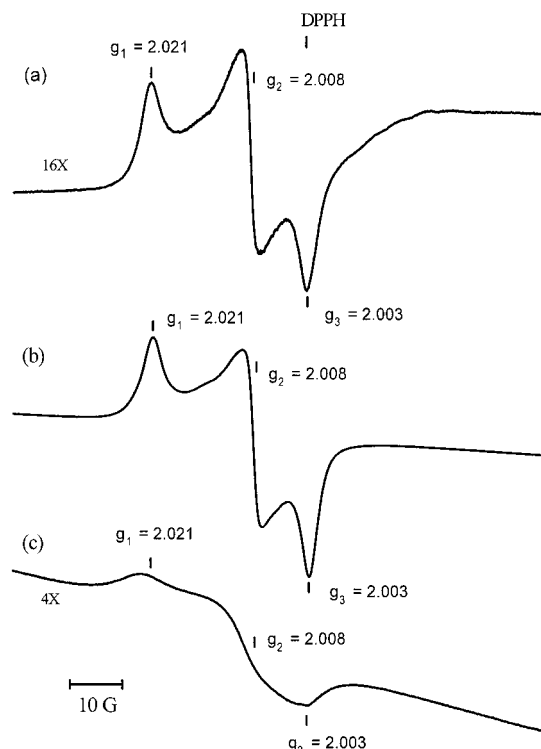 DPPH
g₁ = 2.021
(a)
g₂ = 2.008
16X
g₃ = 2.003
g₁ = 2.021
(b)
g₂ = 2.008
g₁ = 2.021
(c)
g₃ = 2.003
4X
g₂ = 2.008
10 G
= 2.003